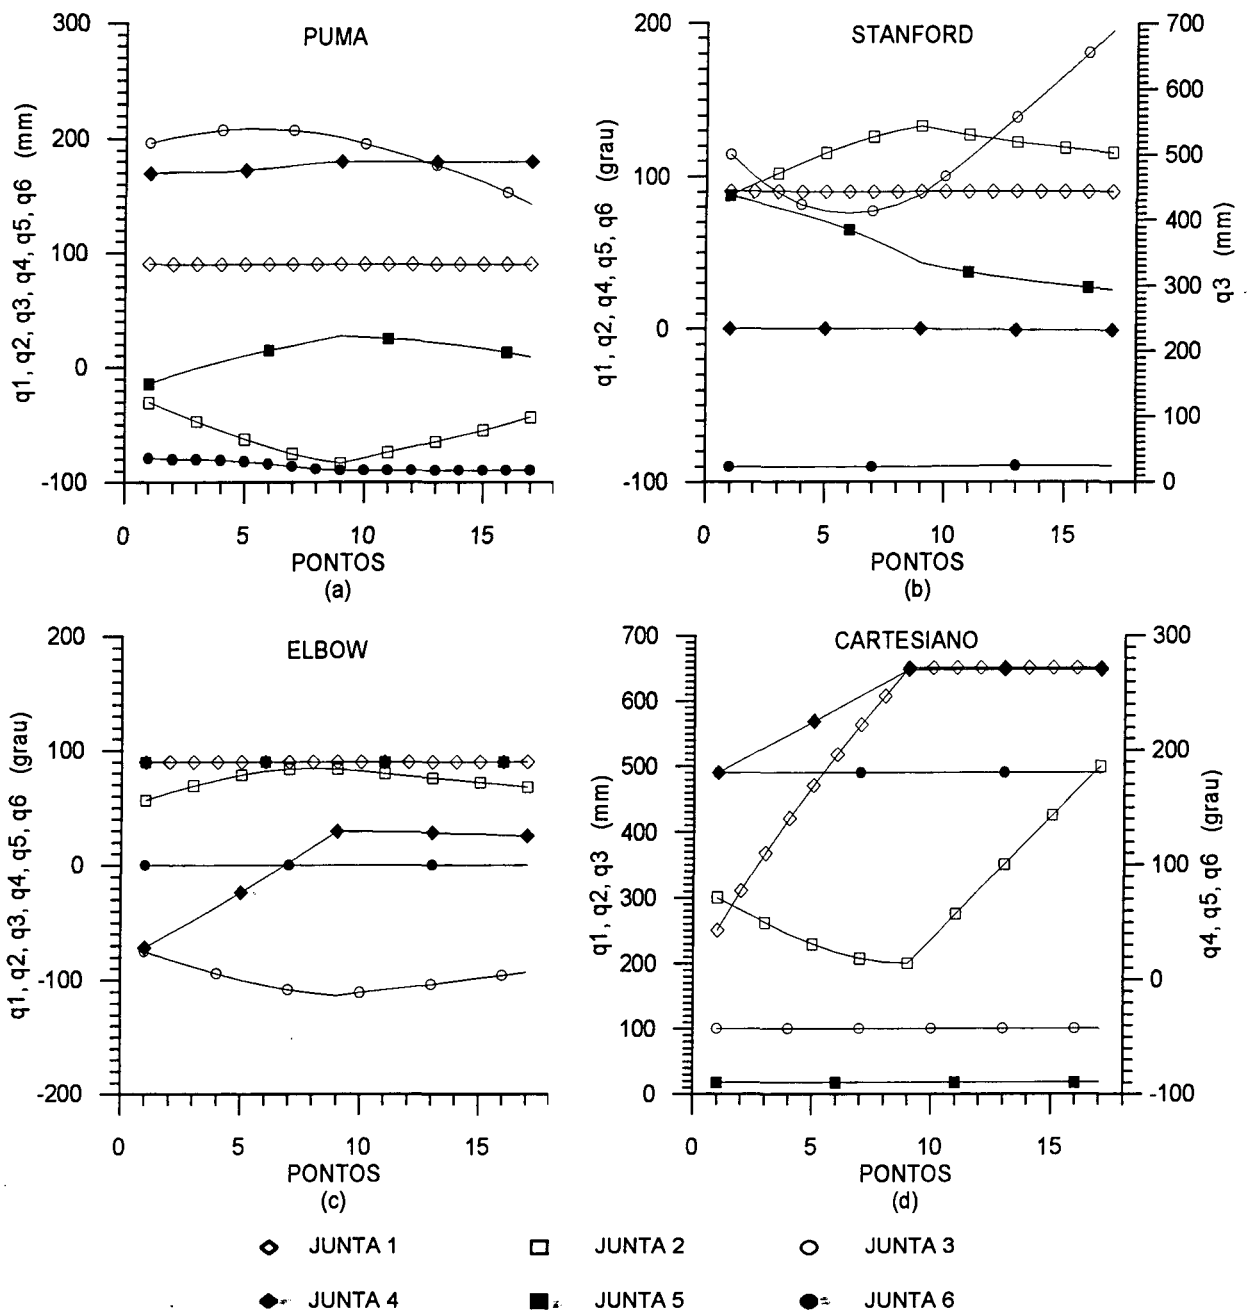 PUMA
300
200
100
0
-100
q1, q2, q3, q4, q5, q6 (mm)
0 5 10 15
PONTOS
(a)
STANFORD
200
100
0
-100
q1, q2, q4, q5, q6 (grau)
700
600
500
400
300
200
100
0
q3 (mm)
0 5 10 15
PONTOS
(b)
ELBOW
200
100
0
-100
-200
q1, q2, q3, q4, q5, q6 (grau)
0 5 10 15
PONTOS
(c)
CARTESIANO
700
600
500
400
300
200
100
0
q1, q2, q3 (mm)
300
200
100
0
-100
q4, q5, q6 (grau)
0 5 10 15
PONTOS
(d)
JUNTA 1 JUNTA 2 JUNTA 3
JUNTA 4 JUNTA 5 JUNTA 6